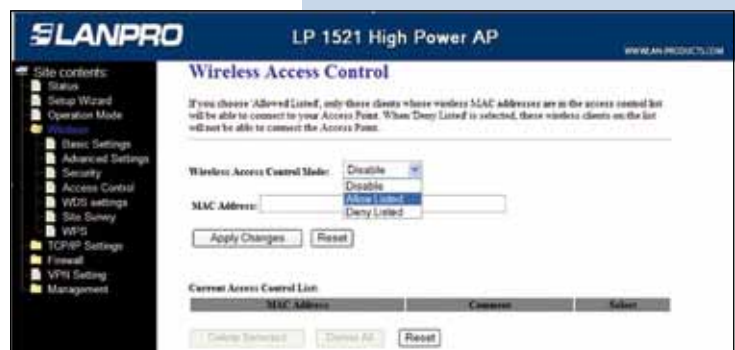 LANPRO
LP 1521 High Power AP
Site contents:
Status
Setup Wizard
Operation Mode
Wireless
Basic Settings
Advanced Settings
Security
Access Control
WDS settings
Site Survey
WPS
TCP/IP Settings
Firewall
VPN Setting
Management
Wireless Access Control
If you choose 'Allowed Listed', only those clients whose wireless MAC addresses are in the access control list
will be able to connect to your Access Point. When 'Deny Listed' is selected, these wireless clients on the list
will not be able to connect the Access Point.
Wireless Access Control Mode: Disable
Disable
Allow Listed
Deny Listed
MAC Address:
Apply Changes Reset
Current Access Control List:
MAC Address Comment Select
Delete Selected Delete All Reset